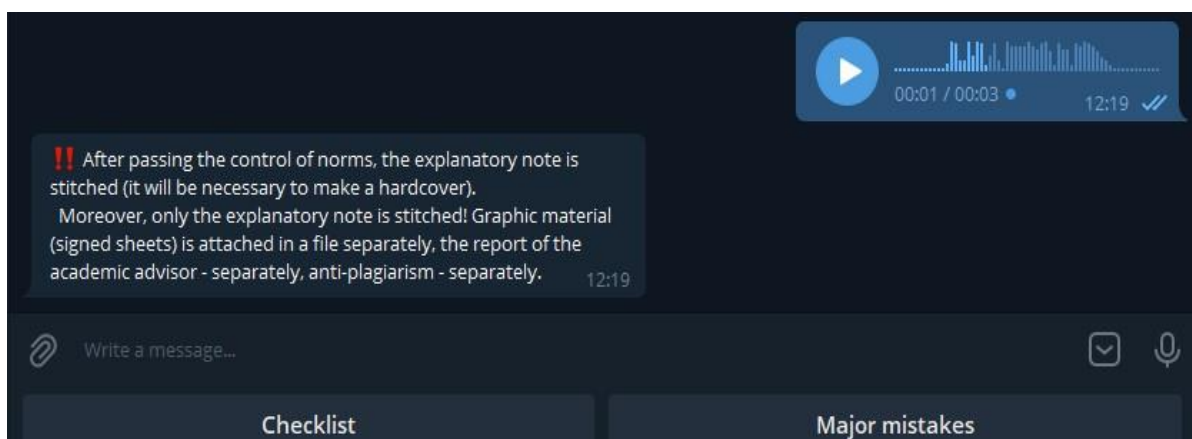 00:01 / 00:03
12:19
‼ After passing the control of norms, the explanatory note is
stitched (it will be necessary to make a hardcover).
Moreover, only the explanatory note is stitched! Graphic material
(signed sheets) is attached in a file separately, the report of the
academic advisor - separately, anti-plagiarism - separately.
12:19
Write a message...
Checklist
Major mistakes